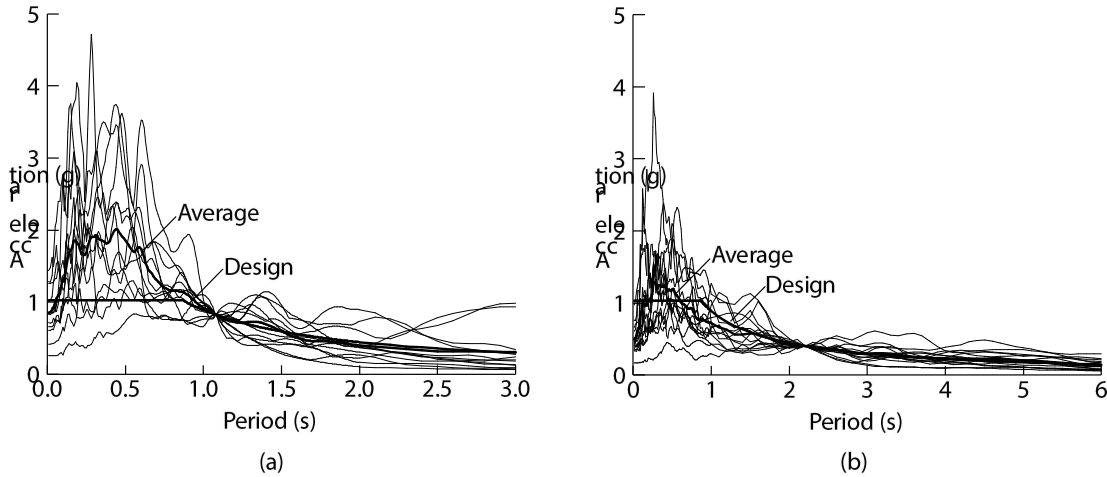 5
4
3
2
1
0
tion (g)
a
r
ele
cc
A
Average
Design
0.0 0.5 1.0 1.5 2.0 2.5 3.0
Period (s)
(a)
5
4
3
2
1
0
tion (g)
a
r
ele
cc
A
Average
Design
0 1 2 3 4 5 6
Period (s)
(b)